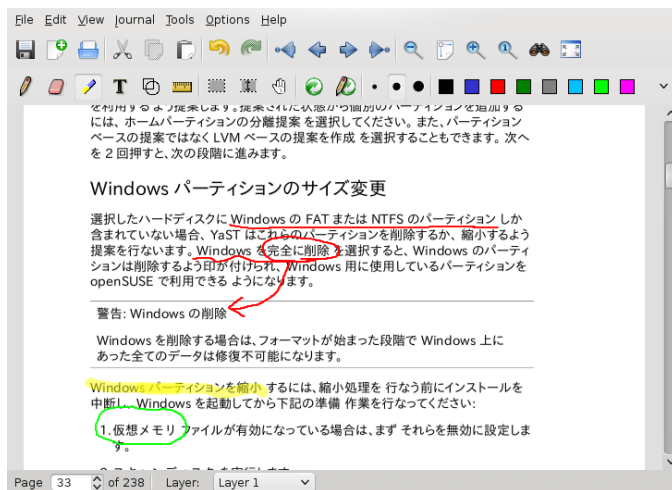 File Edit View Journal Tools Options Help
を利用するよう提案します。提案された状態から個別のパーティションを追加する
には、ホームパーティションの分離提案 を選択してください。また、パーティション
ベースの提案ではなく LVM ベースの提案を作成 を選択することもできます。次へ
を 2 回押すと、次の段階に進みます。
Windows パーティションのサイズ変更
選択したハードディスクに Windows の FAT または NTFS のパーティション しか
含まれていない場合、YaST はこれらのパーティションを削除するか、縮小するよう
提案を行ないます。Windows を完全に削除 を選択すると、Windows のパーティ
ションは削除するよう印が付けられ、Windows 用に使用しているパーティションを
openSUSE で利用できる ようになります。
警告: Windows の削除
Windows を削除する場合は、フォーマットが始まった段階で Windows 上に
あった全てのデータは修復不可能になります。
Windows パーティションを縮小 するには、縮小処理を 行なう前にインストールを
中断し、Windows を起動してから下記の準備 作業を行なってください:
1. 仮想メモリ ファイルが有効になっている場合は、まず それらを無効に設定しま
す。
Page 33 of 238 Layer: Layer 1